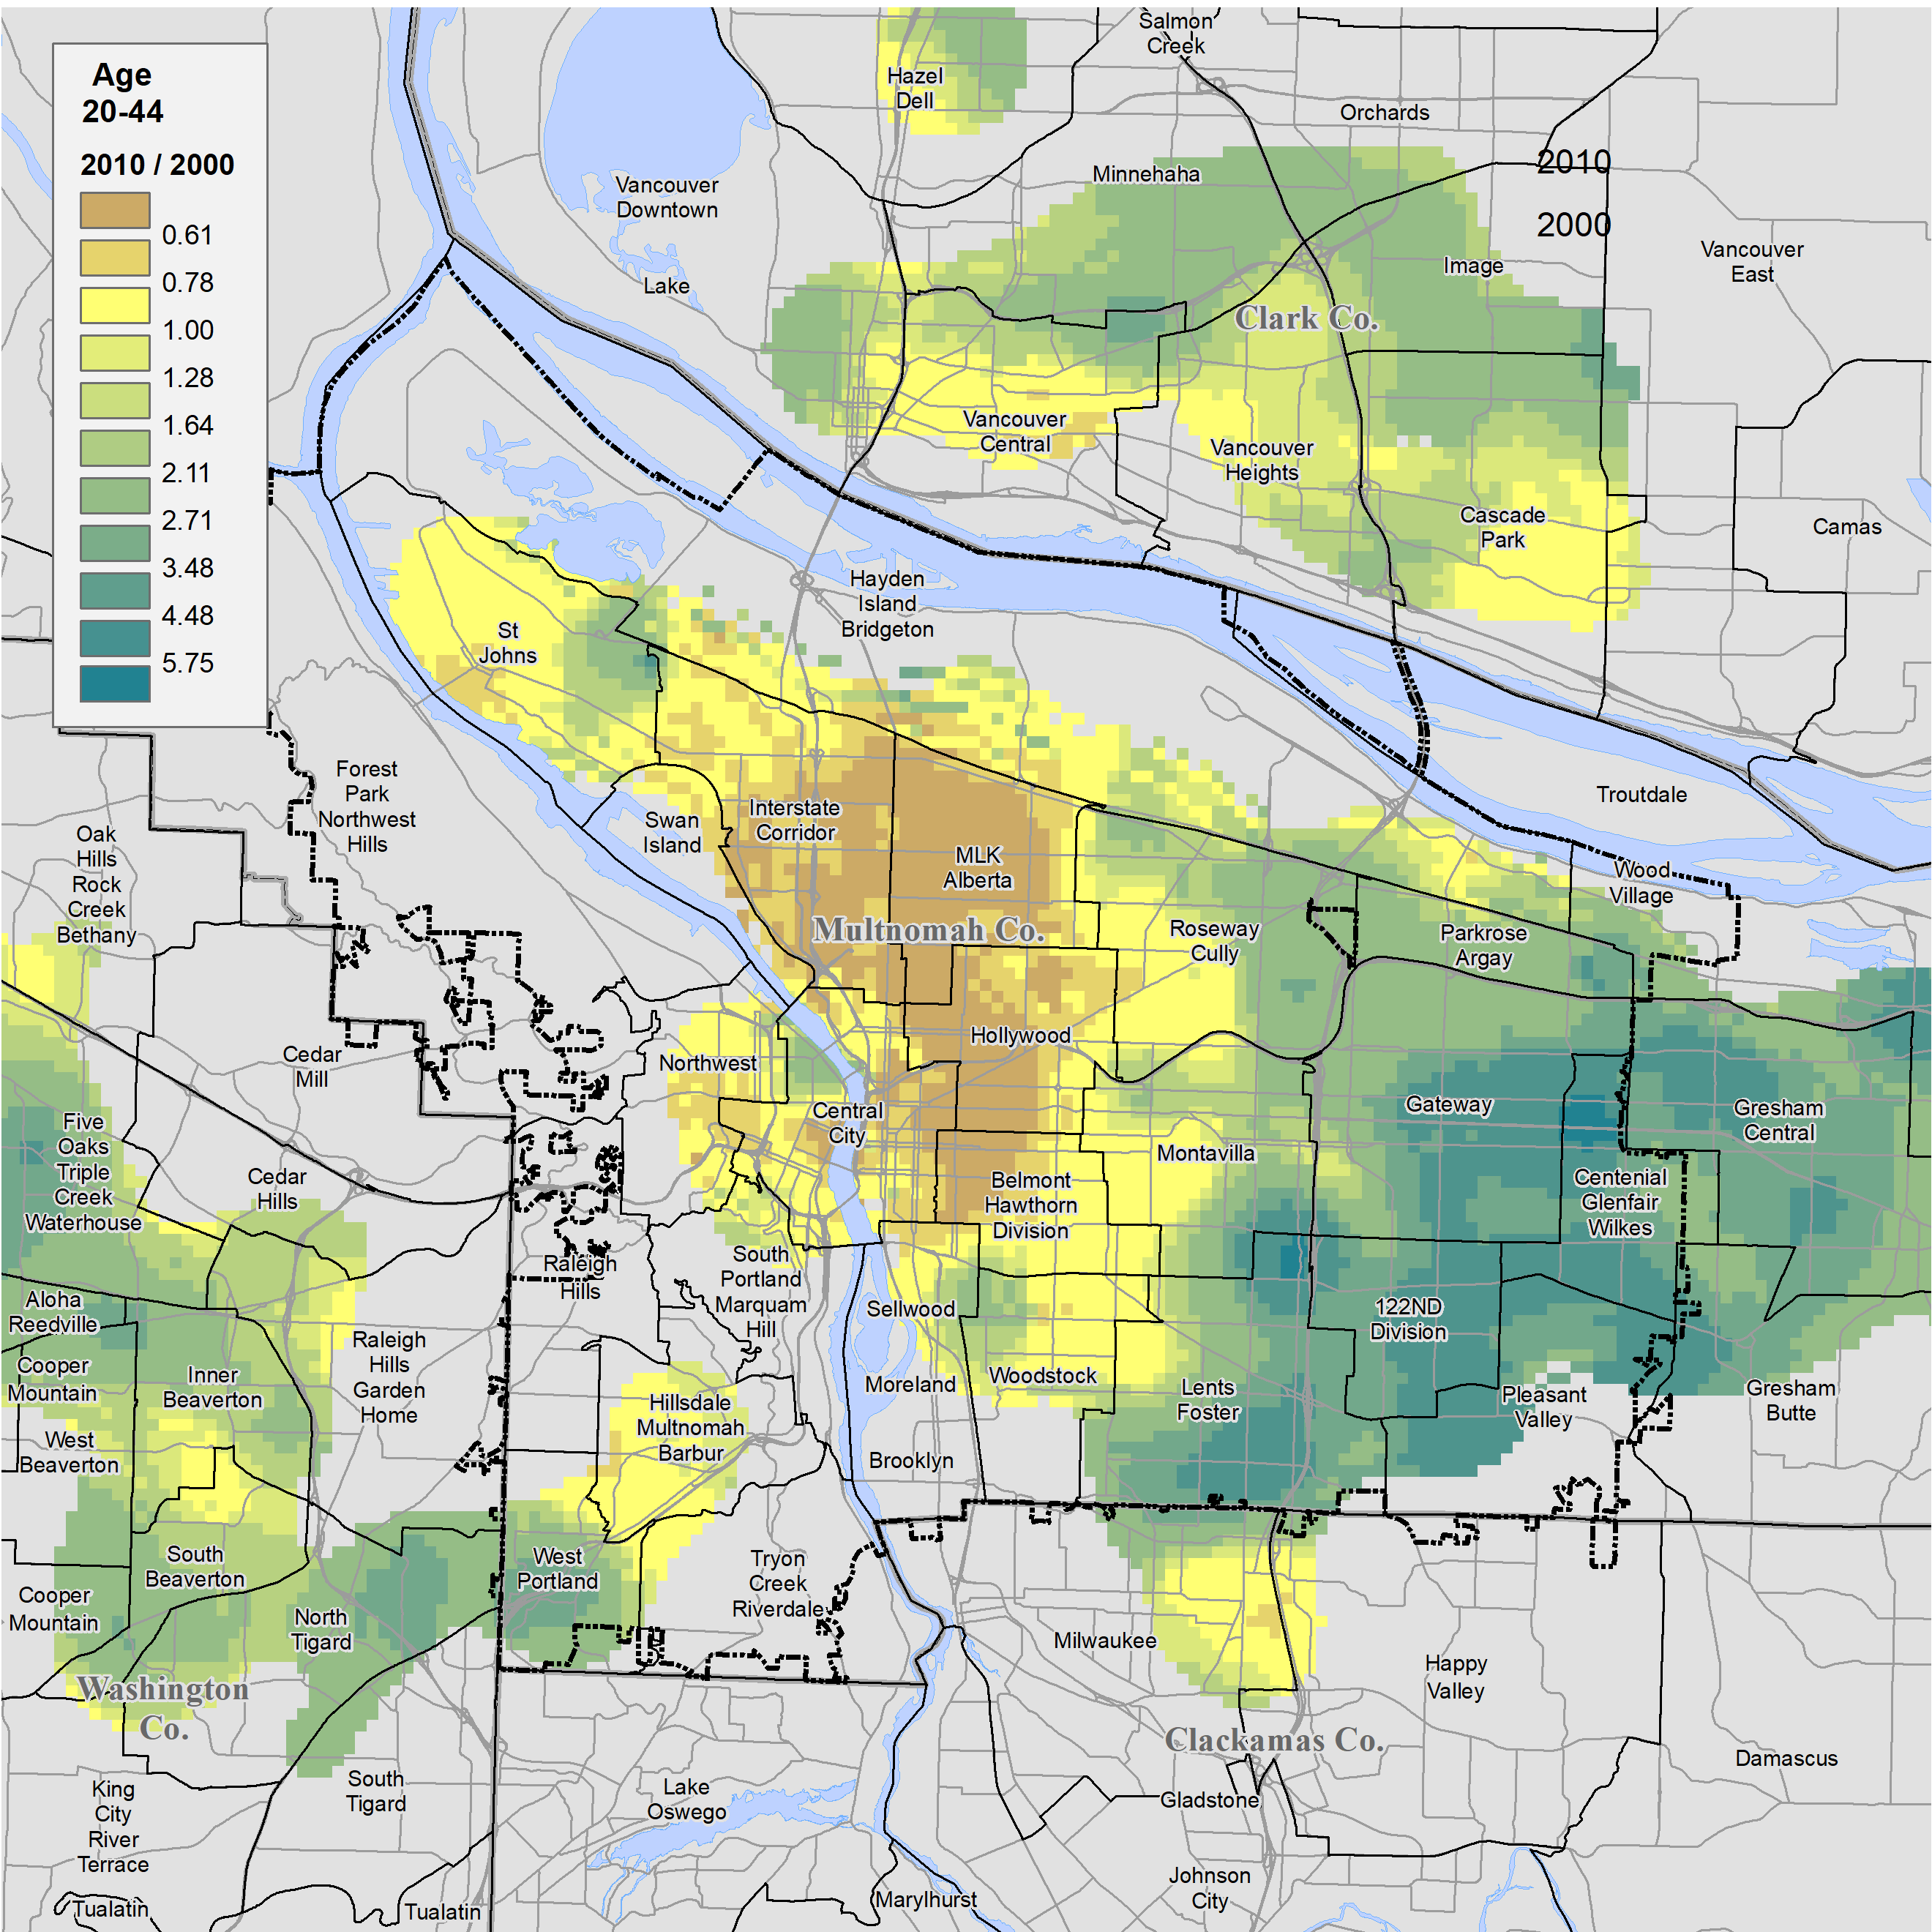 Age
20-44
2010 / 2000
0.61
0.78
1.00
1.28
1.64
2.11
2.71
3.48
4.48
5.75
Salmon
Creek
Hazel
Dell
Orchards
2010
2000
Minnehaha
Vancouver
Downtown
Lake
Image
Vancouver
East
Clark Co.
Vancouver
Central
Vancouver
Heights
Cascade
Park
Camas
Hayden
Island
Bridgeton
St
Johns
Forest
Park
Northwest
Hills
Swan
Island
Interstate
Corridor
MLK
Alberta
Troutdale
Wood
Village
Oak
Hills
Rock
Creek
Bethany
Multnomah Co.
Roseway
Cully
Parkrose
Argay
Cedar
Mill
Northwest
Hollywood
Central
City
Gateway
Gresham
Central
Five
Oaks
Triple
Creek
Waterhouse
Cedar
Hills
Montavilla
Belmont
Hawthorn
Division
Centenial
Glenfair
Wilkes
Raleigh
Hills
South
Portland
Marquam
Hill
Sellwood
122ND
Division
Aloha
Reedville
Cooper
Mountain
Inner
Beaverton
Raleigh
Hills
Garden
Home
Moreland
Woodstock
Lents
Foster
Pleasant
Valley
Gresham
Butte
Hillsdale
Multnomah
Barbur
West
Beaverton
Brooklyn
South
Beaverton
West
Portland
Tryon
Creek
Riverdale
Cooper
Mountain
North
Tigard
Milwaukee
Happy
Valley
Washington
Co.
Clackamas Co.
Damascus
King
City
River
Terrace
South
Tigard
Lake
Oswego
Gladstone
Johnson
City
Tualatin
Tualatin
Marylhurst